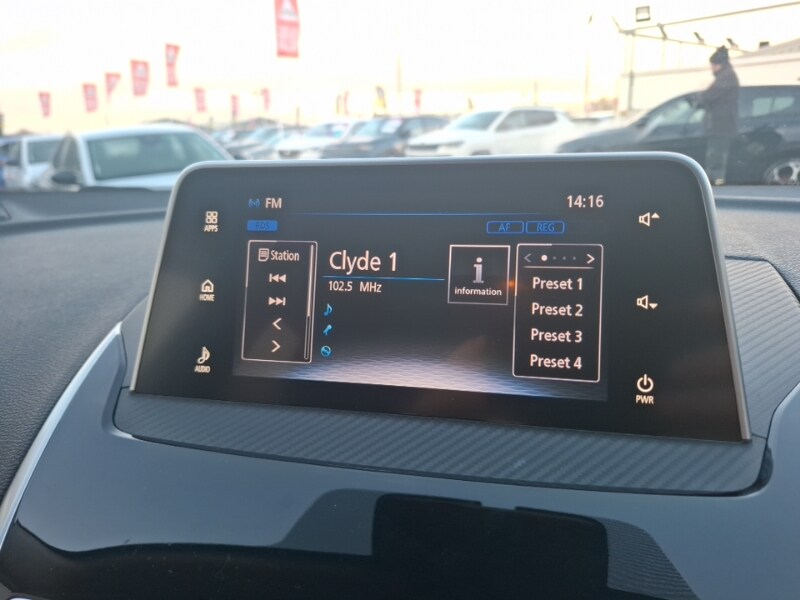 FM
14:16
RDS
AF
REG
APPS
HOME
AUDIO
Station
Clyde 1
102.5 MHz
i
information
Preset 1
Preset 2
Preset 3
Preset 4
PWR